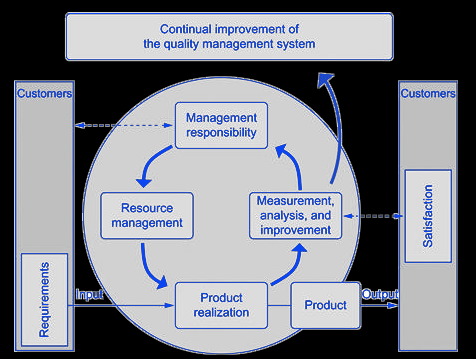 Continual improvement of
the quality management system
Customers
Customers
Management
responsibility
Resource
management
Measurement,
analysis, and
improvement
Satisfaction
Requirements
Input
Product
realization
Product
Output